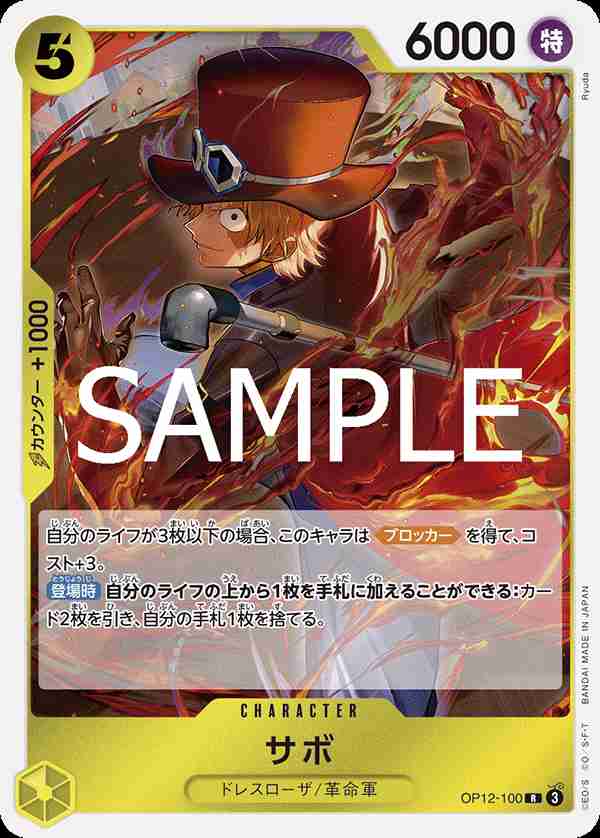 5
6000 特
Ryuda
カウンター +1000
SAMPLE
自分のライフが3枚以下の場合、このキャラは ブロッカー を得て、コ
スト+3。
登場時 自分のライフの上から1枚を手札に加えることができる:カー
ド2枚を引き、自分の手札1枚を捨てる。
CHARACTER
サボ
ドレスローザ/革命軍
OP12-100 R 3
©E.O/S ©O/S・F・T BANDAI MADE IN JAPAN